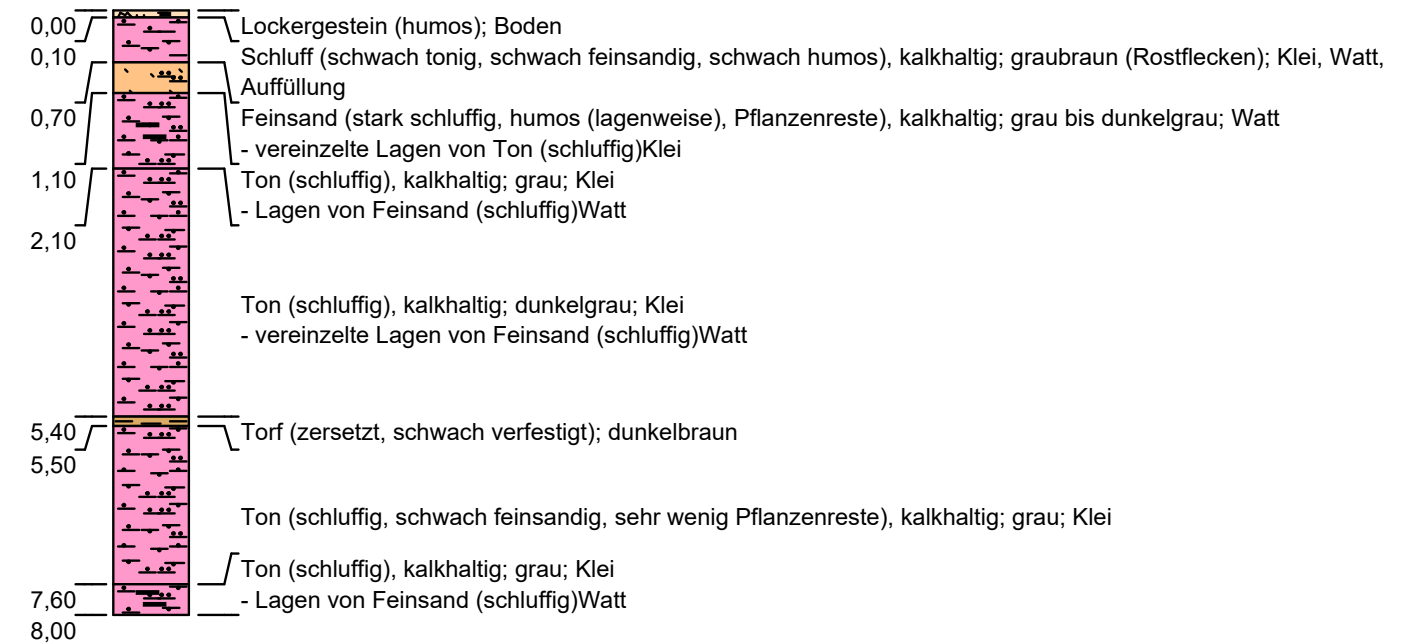 0,00 Lockergestein (humos); Boden
0,10 Schluff (schwach tonig, schwach feinsandig, schwach humos), kalkhaltig; graubraun (Rostflecken); Klei, Watt,
Auffüllung
0,70 Feinsand (stark schluffig, humos (lagenweise), Pflanzenreste), kalkhaltig; grau bis dunkelgrau; Watt
- vereinzelte Lagen von Ton (schluffig)Klei
1,10 Ton (schluffig), kalkhaltig; grau; Klei
- Lagen von Feinsand (schluffig)Watt
2,10
Ton (schluffig), kalkhaltig; dunkelgrau; Klei
- vereinzelte Lagen von Feinsand (schluffig)Watt
5,40 Torf (zersetzt, schwach verfestigt); dunkelbraun
5,50
Ton (schluffig, schwach feinsandig, sehr wenig Pflanzenreste), kalkhaltig; grau; Klei
Ton (schluffig), kalkhaltig; grau; Klei
7,60 - Lagen von Feinsand (schluffig)Watt
8,00